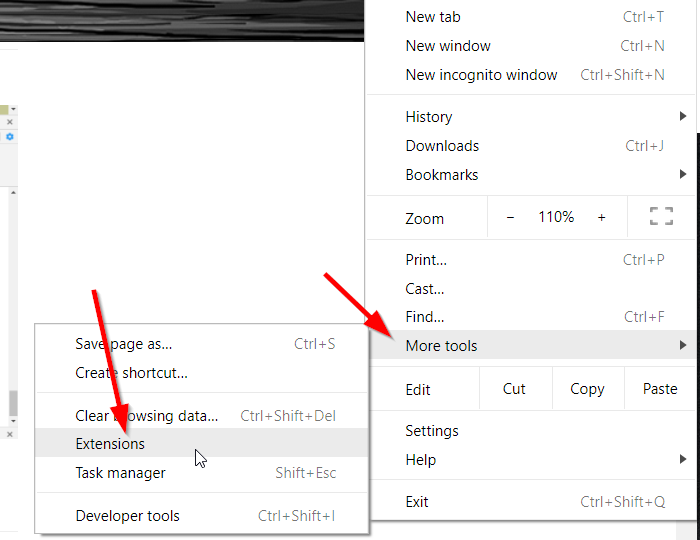 New tab Ctrl+T
New window Ctrl+N
New incognito window Ctrl+Shift+N
History
Downloads Ctrl+J
Bookmarks
Zoom − 110% +
Print... Ctrl+P
Cast...
Find... Ctrl+F
More tools
Edit Cut Copy Paste
Settings
Help
Exit Ctrl+Shift+Q
Save page as... Ctrl+S
Create shortcut...
Clear browsing data... Ctrl+Shift+Del
Extensions
Task manager Shift+Esc
Developer tools Ctrl+Shift+I